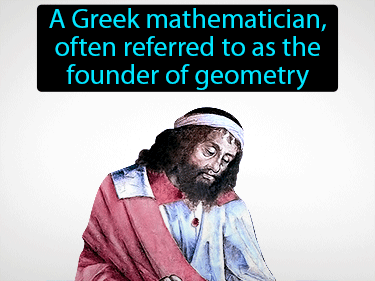 A Greek mathematician,
often referred to as the
founder of geometry